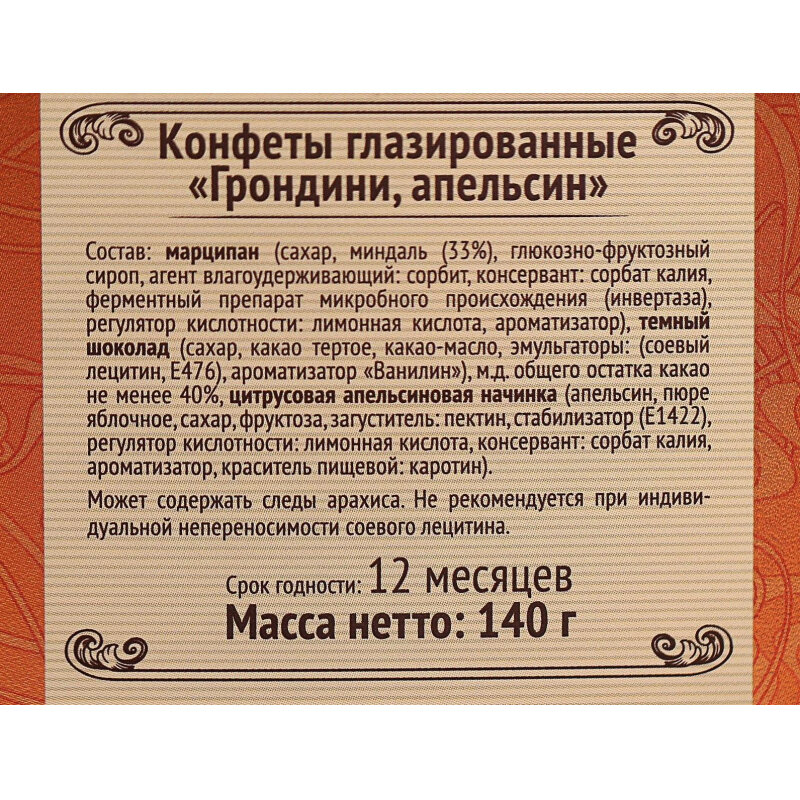 Конфеты глазированные
«Грондини, апельсин»
Состав: марципан (сахар, миндаль (33%), глюкозно-фруктозный
сироп, агент влагоудерживающий: сорбит, консервант: сорбат калия,
ферментный препарат микробного происхождения (инвертаза),
регулятор кислотности: лимонная кислота, ароматизатор), темный
шоколад (сахар, какао тертое, какао-масло, эмульгаторы: (соевый
лецитин, Е476), ароматизатор «Ванилин»), м.д. общего остатка какао
не менее 40%, цитрусовая апельсиновая начинка (апельсин, пюре
яблочное, сахар, фруктоза, загуститель: пектин, стабилизатор (Е1422),
регулятор кислотности: лимонная кислота, консервант: сорбат калия,
ароматизатор, краситель пищевой: каротин).
Может содержать следы арахиса. Не рекомендуется при индиви-
дуальной непереносимости соевого лецитина.
Срок годности: 12 месяцев
Масса нетто: 140 г